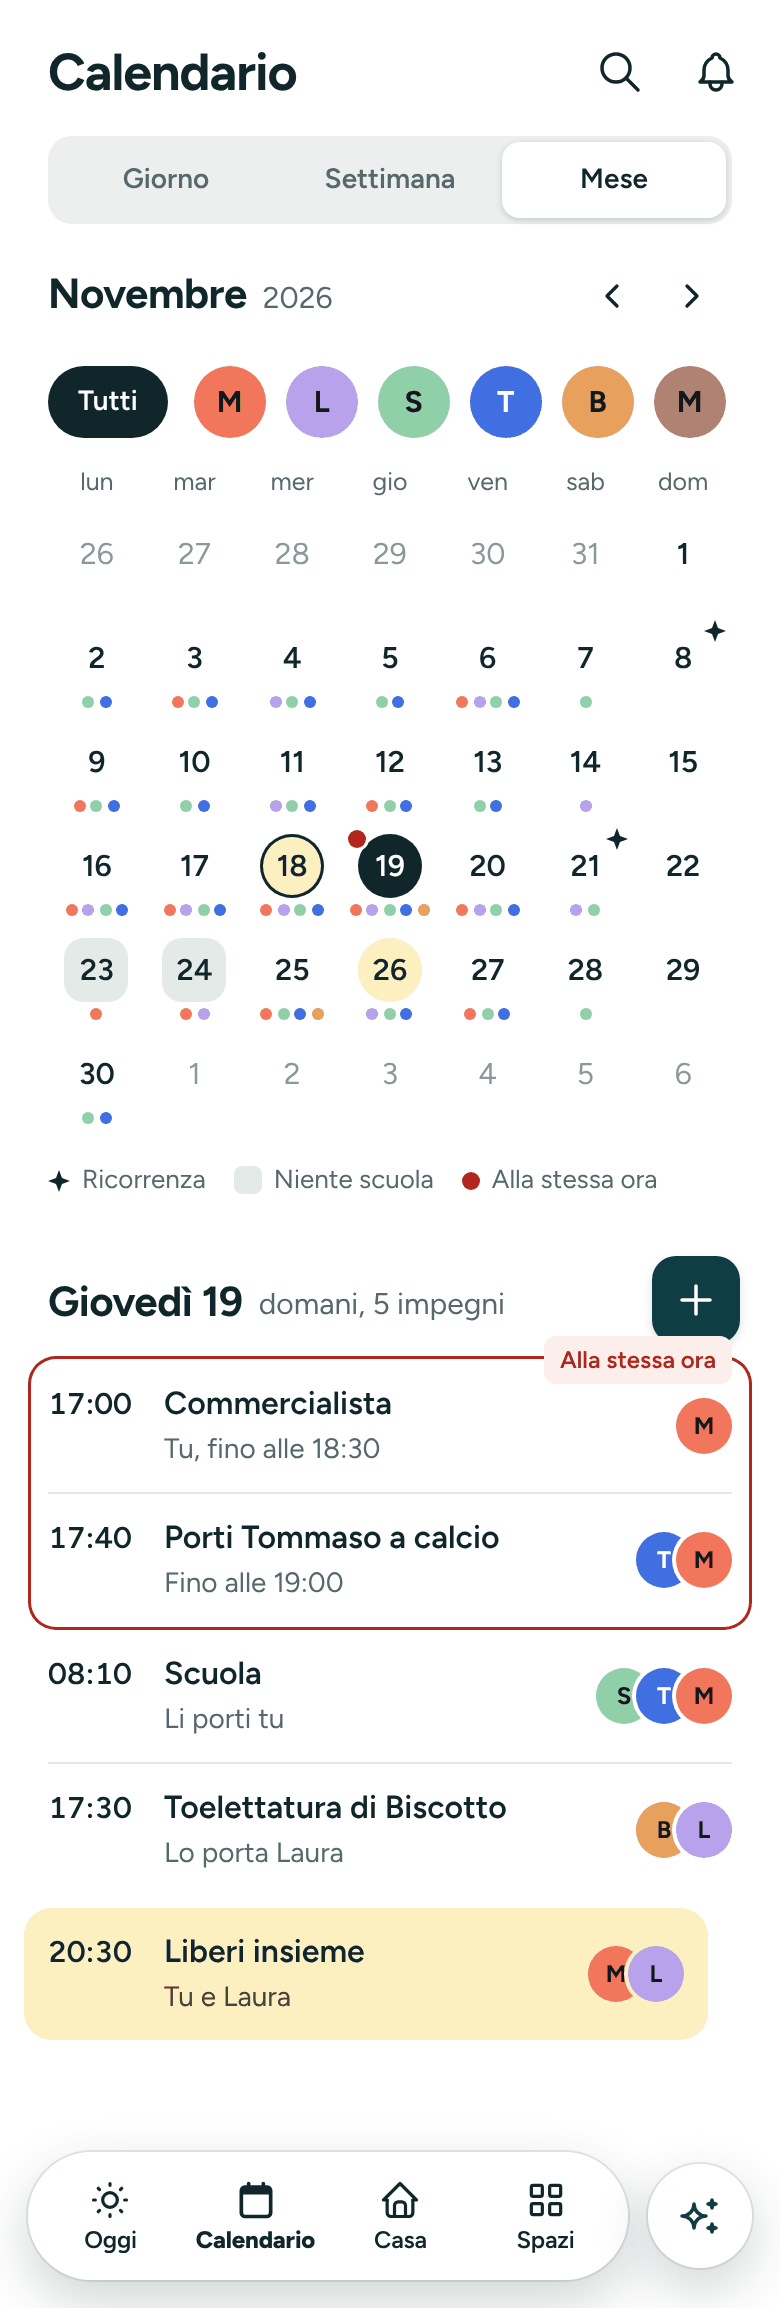 Calendario
Giorno Settimana Mese
Novembre 2026
Tutti M L S T B M
lun mar mer gio ven sab dom
26 27 28 29 30 31 1
2 3 4 5 6 7 8
9 10 11 12 13 14 15
16 17 18 19 20 21 22
23 24 25 26 27 28 29
30 1 2 3 4 5 6
Ricorrenza Niente scuola Alla stessa ora
Giovedì 19 domani, 5 impegni
Alla stessa ora
17:00 Commercialista M
Tu, fino alle 18:30
17:40 Porti Tommaso a calcio T M
Fino alle 19:00
08:10 Scuola S T M
Li porti tu
17:30 Toelettatura di Biscotto B L
Lo porta Laura
20:30 Liberi insieme M L
Tu e Laura
Oggi Calendario Casa Spazi